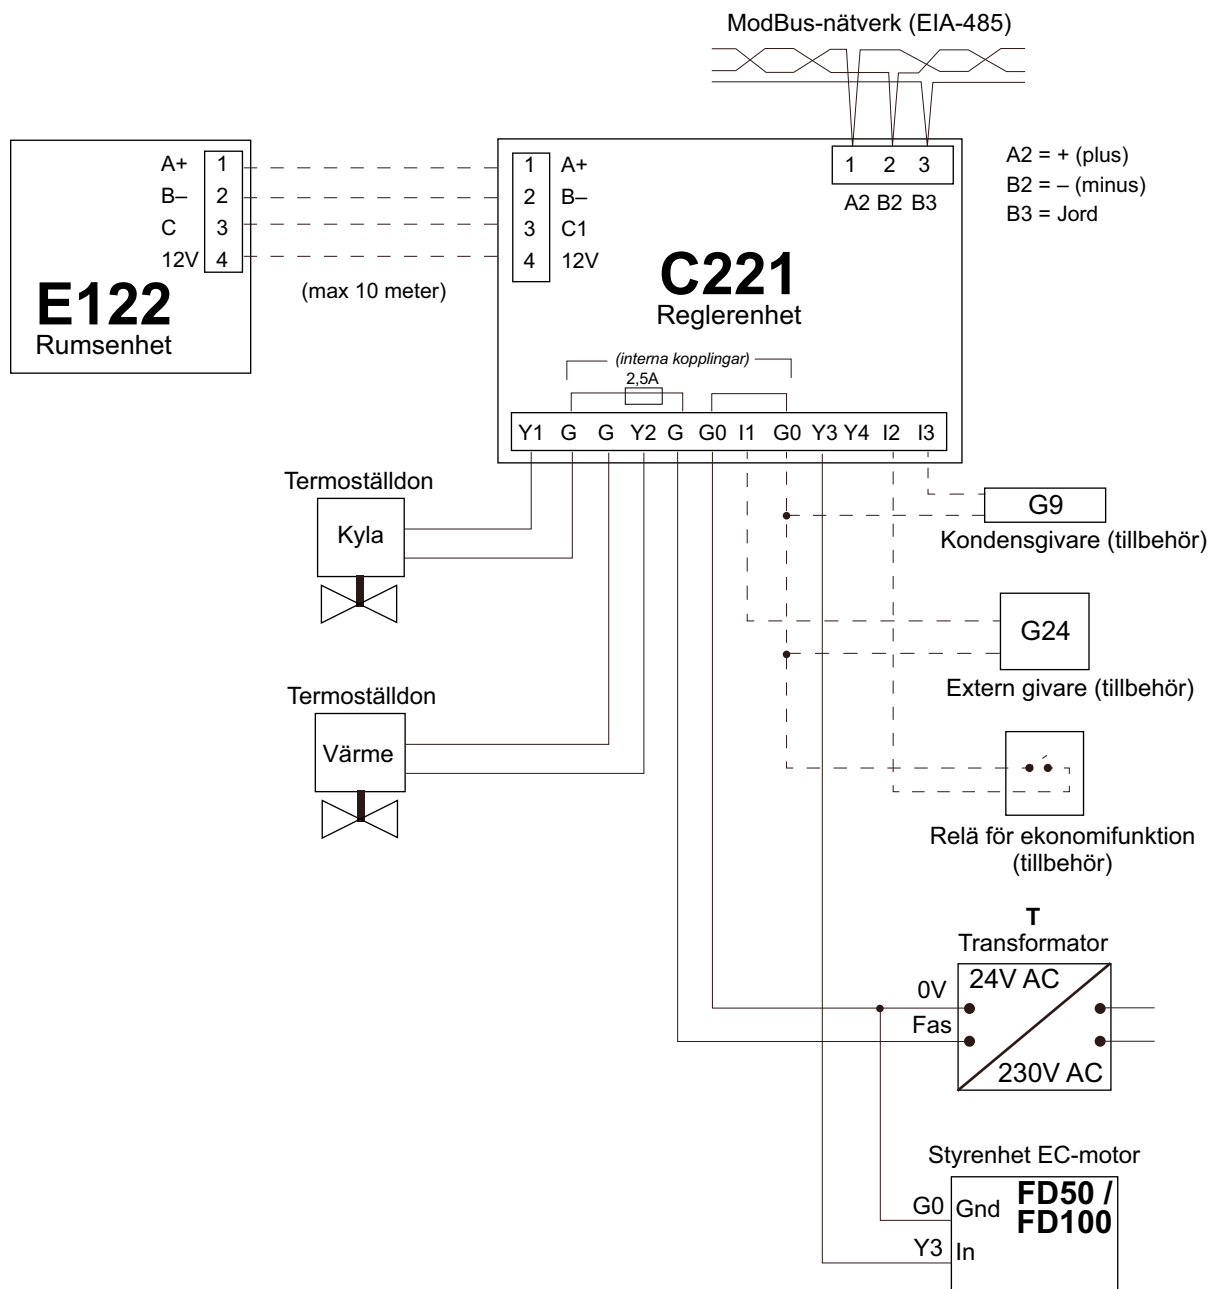 ModBus-nätverk (EIA-485)
1 2 3
A2 B2 B3
A2 = + (plus)
B2 = – (minus)
B3 = Jord
A+ 1
B– 2
C 3
12V 4
E122
Rumsenhet
(max 10 meter)
1 A+
2 B–
3 C1
4 12V
C221
Reglerenhet
(interna kopplingar)
2,5A
Y1 G G Y2 G G0 I1 G0 Y3 Y4 I2 I3
Termoställdon
Kyla
G9
Kondensgivare (tillbehör)
G24
Extern givare (tillbehör)
Termoställdon
Värme
Relä för ekonomifunktion
(tillbehör)
T
Transformator
24V AC
0V
Fas
230V AC
Styrenhet EC-motor
FD50 /
FD100
G0 Gnd
Y3 In